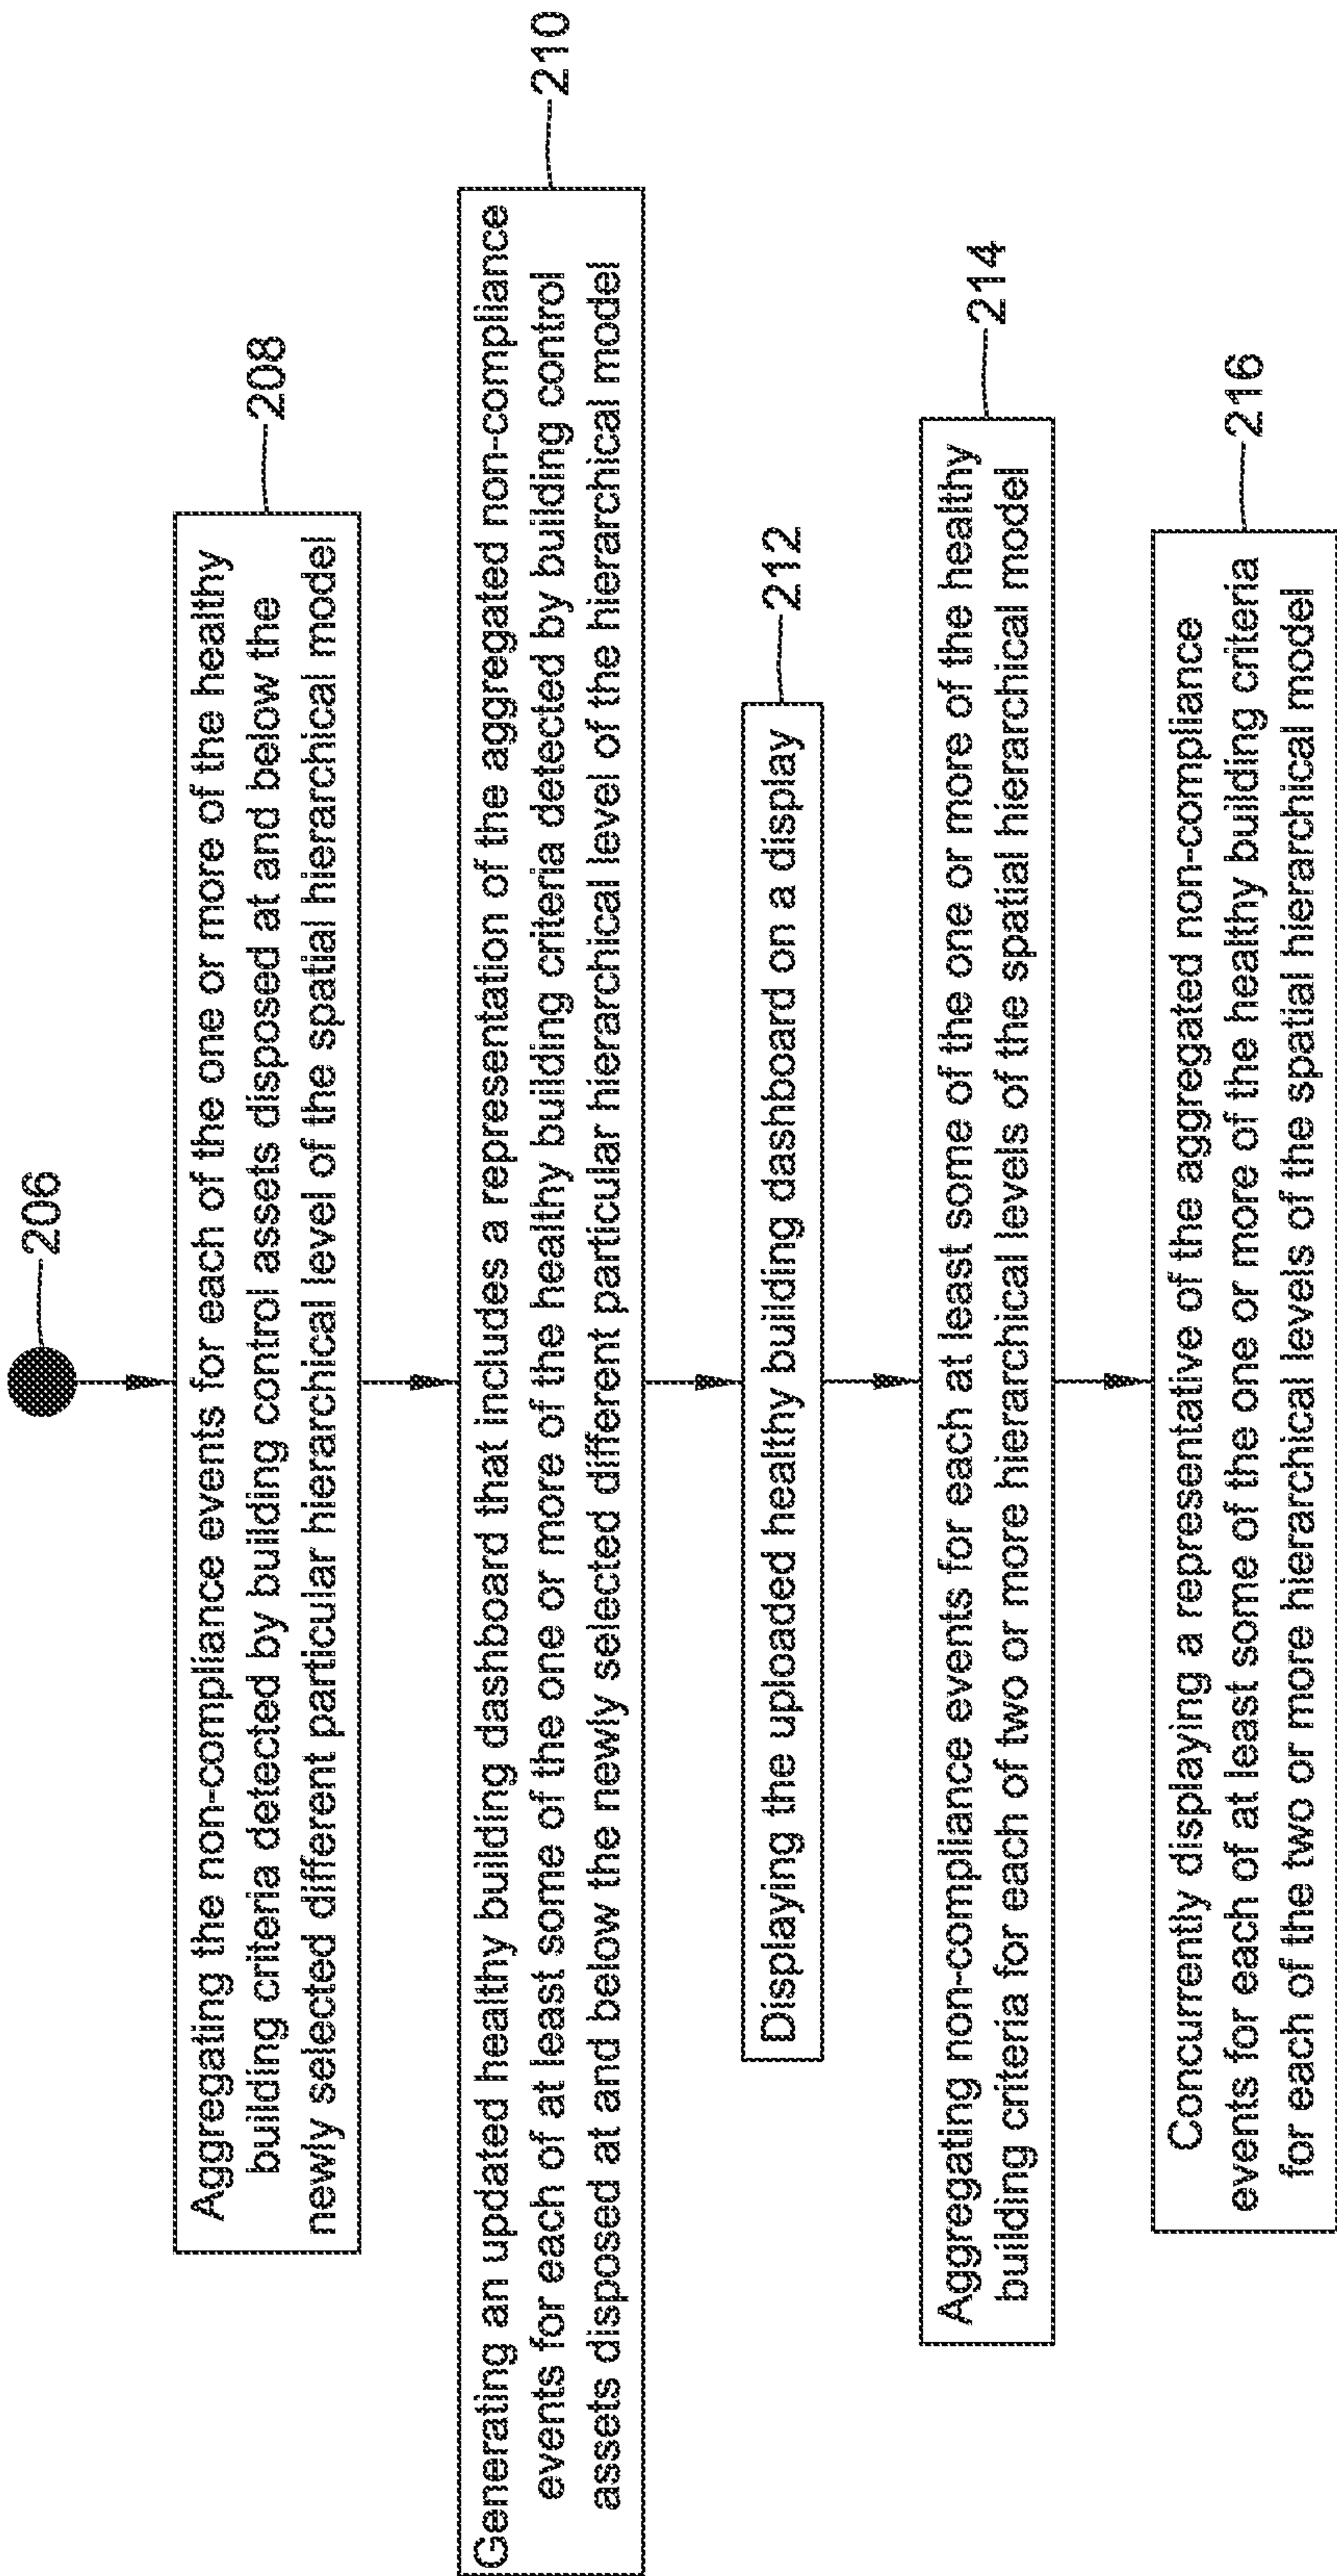 206
Aggregating the non-compliance events for each of the one or more of the healthy
building criteria detected by building control assets disposed at and below the
newly selected different particular hierarchical level of the spatial hierarchical model
208
Generating an updated healthy building dashboard that includes a representation of the aggregated non-compliance
events for each of at least some of the one or more of the healthy building criteria detected by building control
assets disposed at and below the newly selected different particular hierarchical level of the hierarchical model
210
Displaying the uploaded healthy building dashboard on a display
212
Aggregating non-compliance events for each at least some of the one or more of the healthy
building criteria for each of two or more hierarchical levels of the spatial hierarchical model
214
Concurrently displaying a representative of the aggregated non-compliance
events for each of at least some of the one or more of the healthy building criteria
for each of the two or more hierarchical levels of the spatial hierarchical model
216